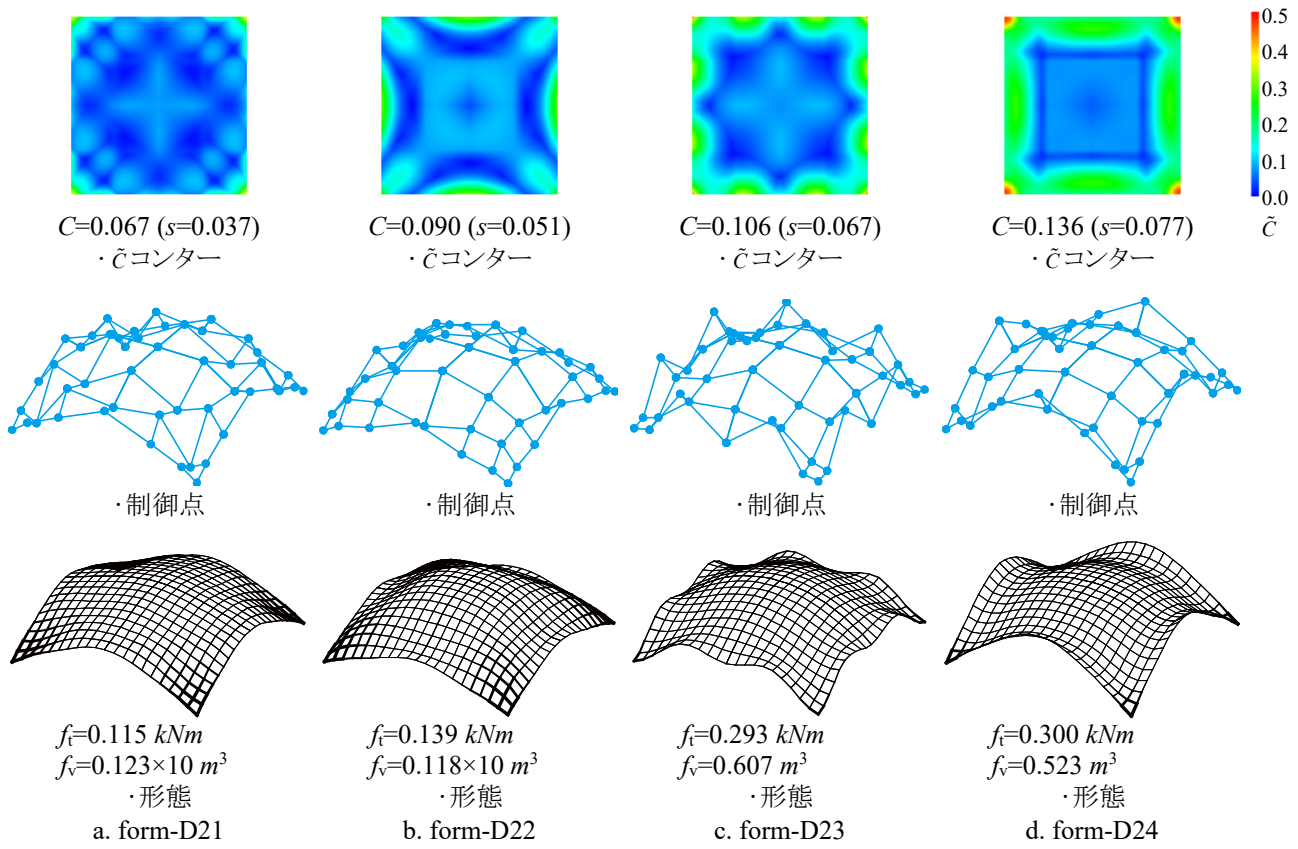 0.5
0.4
0.3
0.2
0.1
0.0
C̃
C=0.067 (s=0.037)
・C̃コンター
C=0.090 (s=0.051)
・C̃コンター
C=0.106 (s=0.067)
・C̃コンター
C=0.136 (s=0.077)
・C̃コンター
・制御点
・制御点
・制御点
・制御点
fₜ=0.115 kNm
fᵥ=0.123×10 m³
・形態
a. form-D21
fₜ=0.139 kNm
fᵥ=0.118×10 m³
・形態
b. form-D22
fₜ=0.293 kNm
fᵥ=0.607 m³
・形態
c. form-D23
fₜ=0.300 kNm
fᵥ=0.523 m³
・形態
d. form-D24